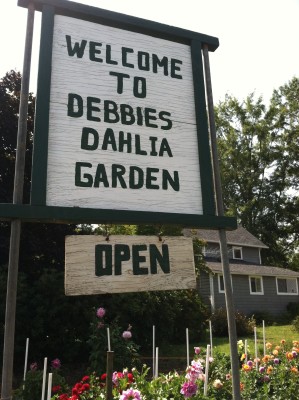 WELCOME
TO
DEBBIES
DAHLIA
GARDEN
OPEN